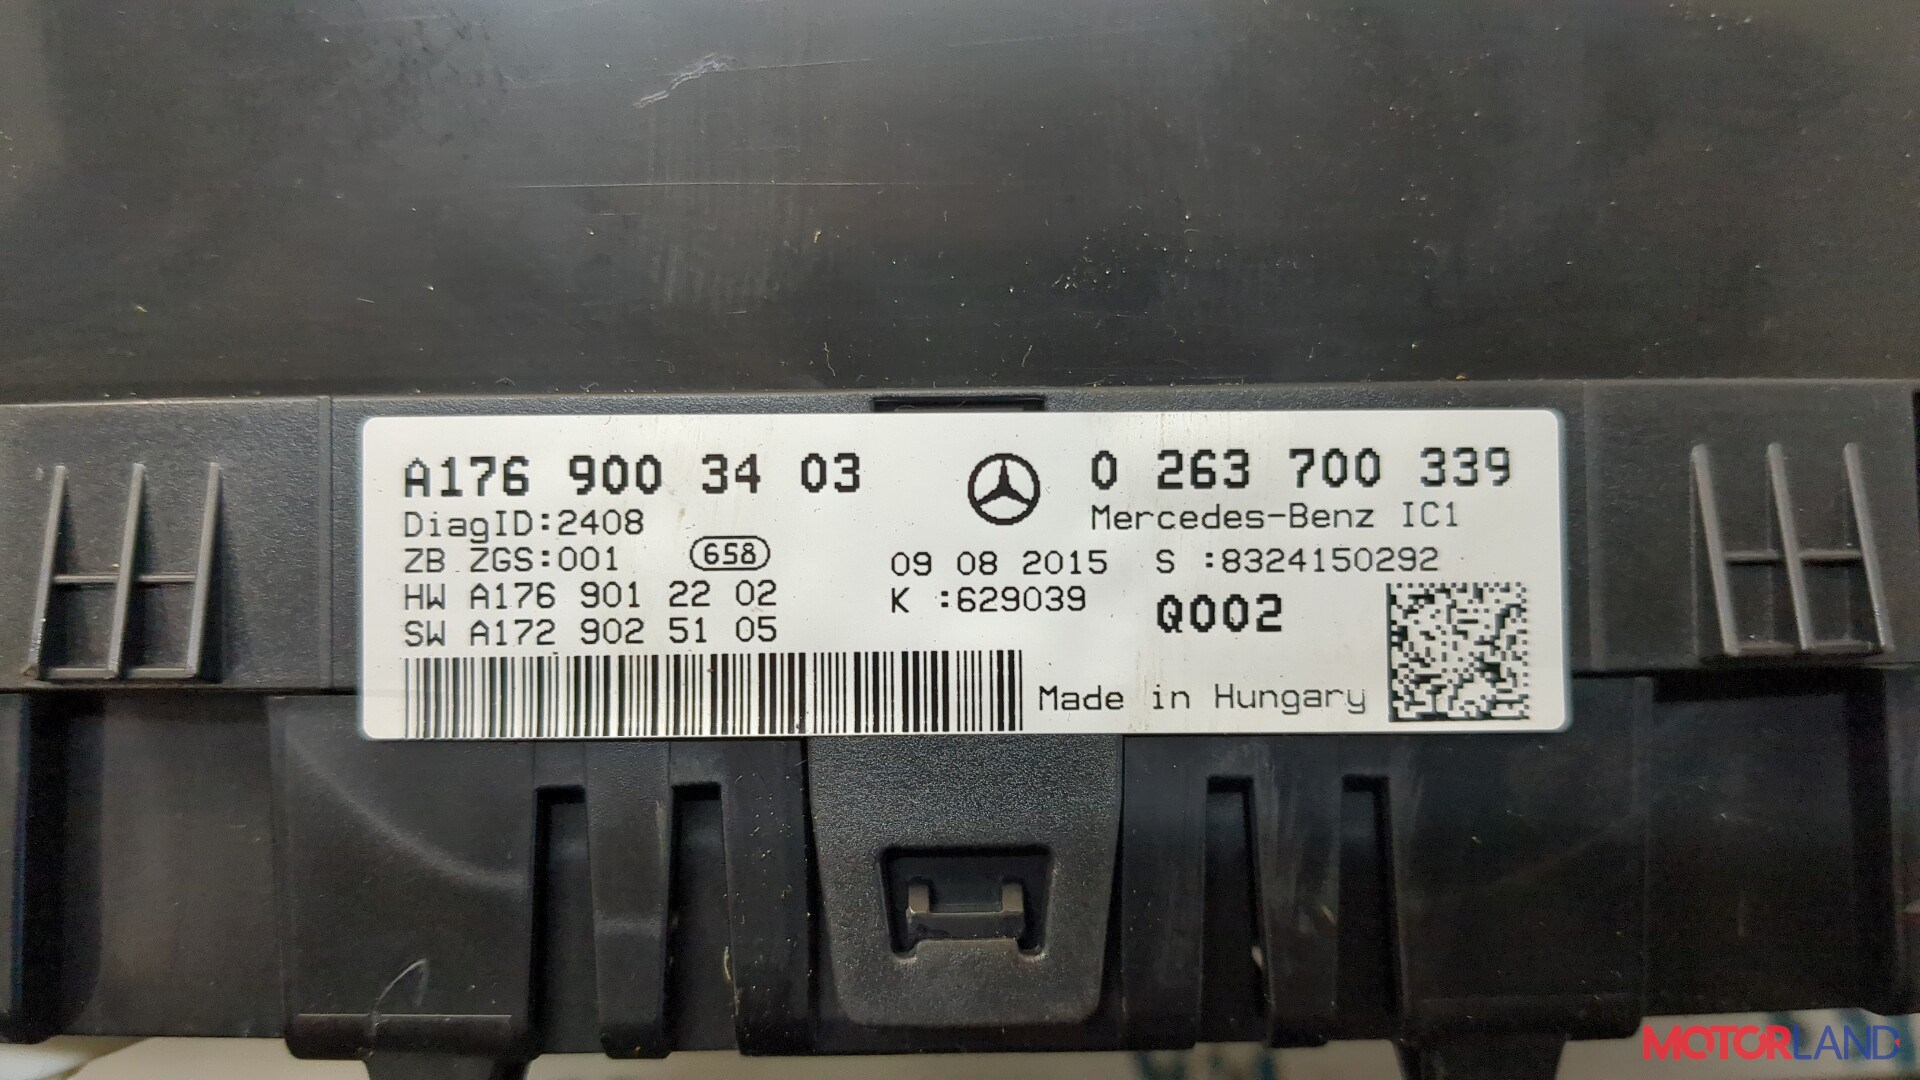 A176 900 34 03
0 263 700 339
DiagID:2408
Mercedes-Benz IC1
ZB ZGS:001
658
09 08 2015
S :8324150292
HW A176 901 22 02
K :629039
Q002
SW A172 902 51 05
Made in Hungary
MOTORLAND